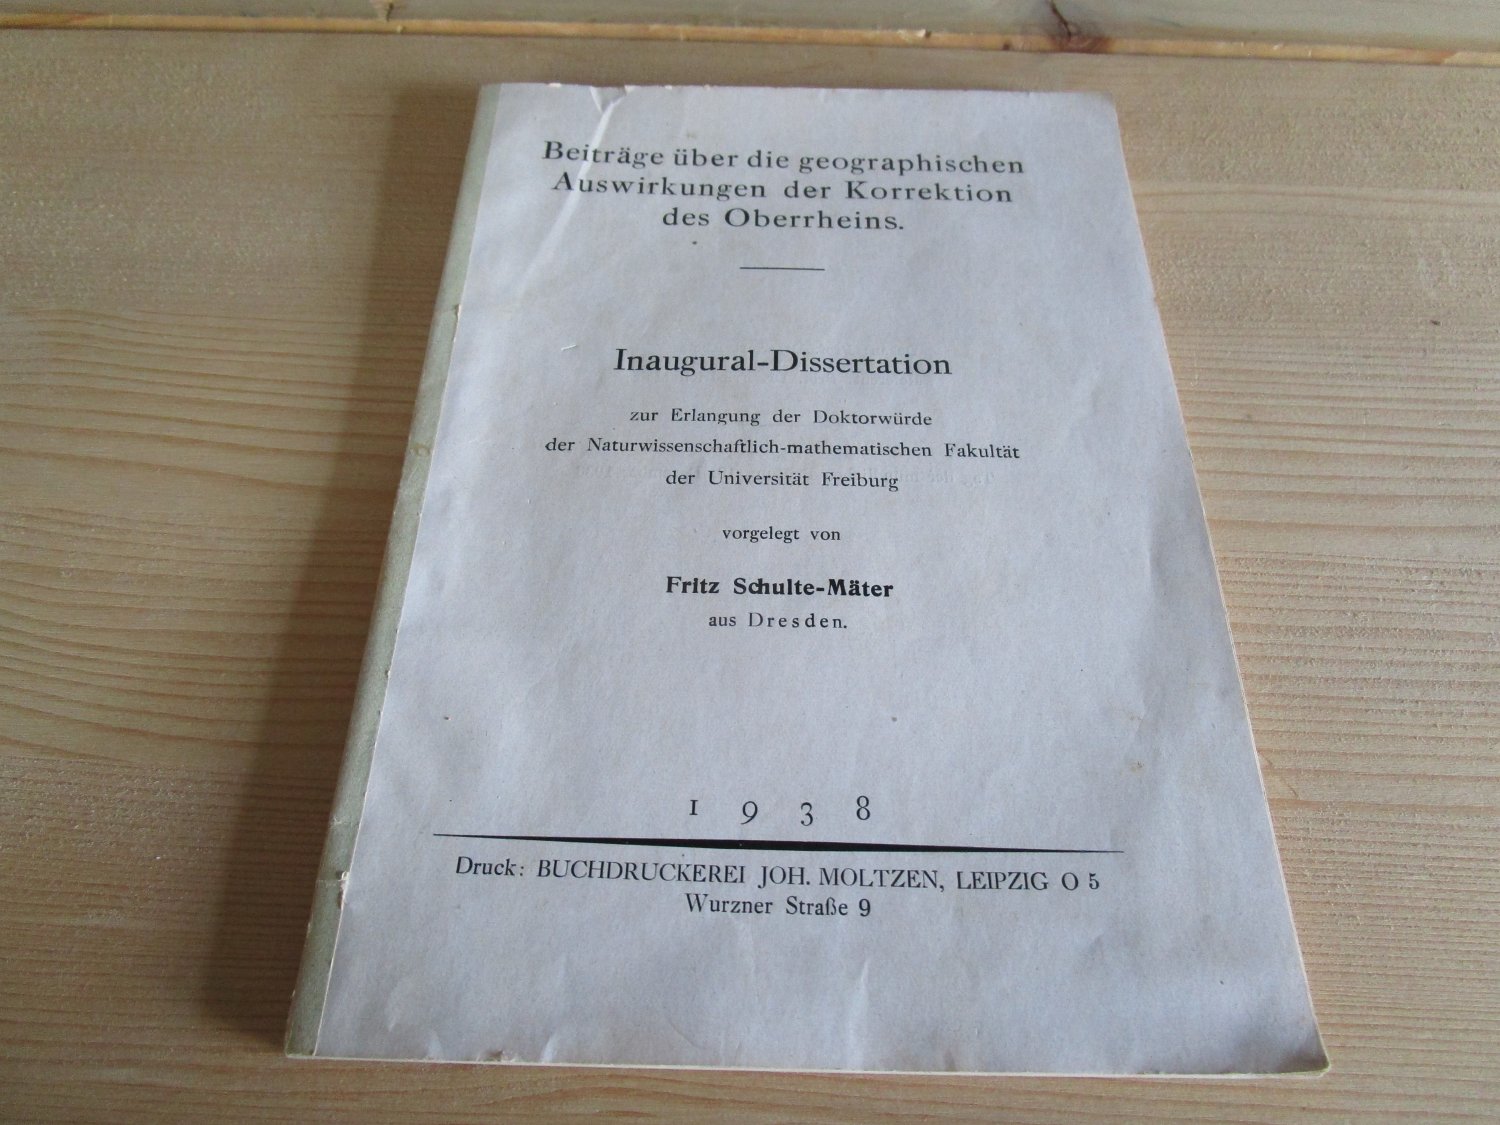 Beiträge über die geographischen
Auswirkungen der Korrektion
des Oberrheins.
Inaugural-Dissertation
zur Erlangung der Doktorwürde
der Naturwissenschaftlich-mathematischen Fakultät
der Universität Freiburg
vorgelegt von
Fritz Schulte-Mäter
aus Dresden.
1938
Druck: BUCHDRUCKEREI JOH. MOLTZEN, LEIPZIG O 5
Wurzner Straße 9